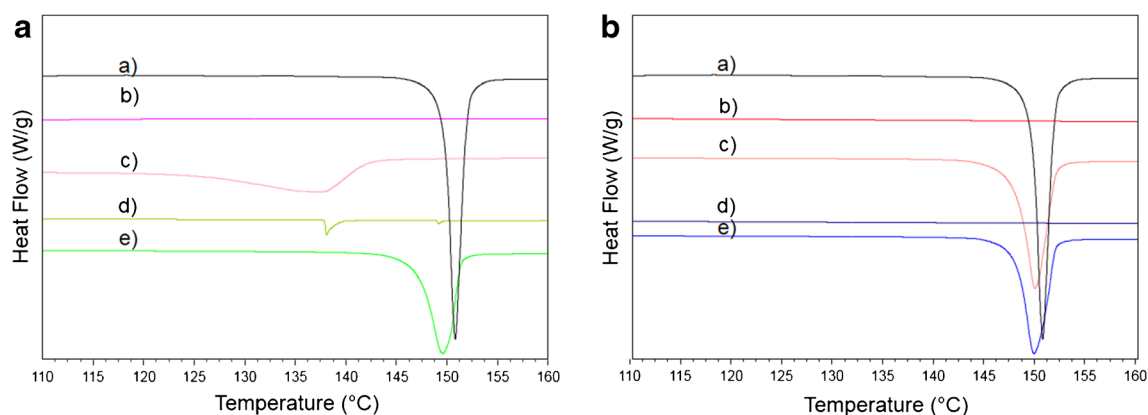 a
a)
b)
c)
d)
e)
Heat Flow (W/g)
110 115 120 125 130 135 140 145 150 155 160
Temperature (°C)
b
a)
b)
c)
d)
e)
Heat Flow (W/g)
110 115 120 125 130 135 140 145 150 155 160
Temperature (°C)